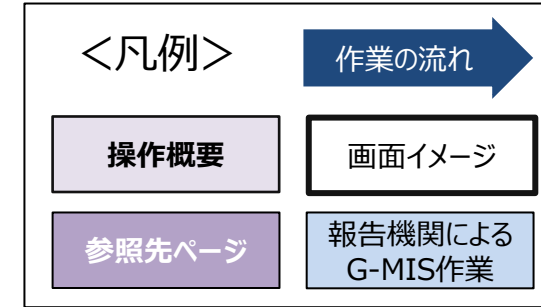 ＜凡例＞
作業の流れ
操作概要
画面イメージ
参照先ページ
報告機関による
G-MIS作業